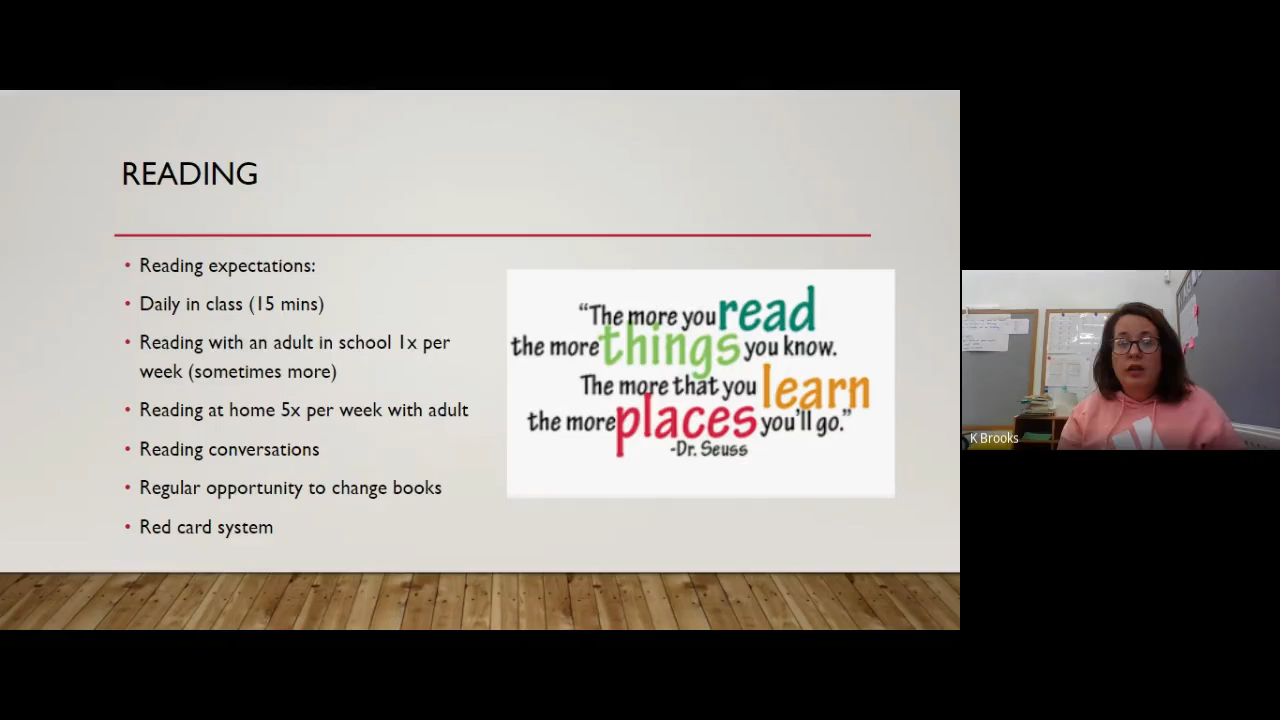 READING
• Reading expectations:
• Daily in class (15 mins)
• Reading with an adult in school 1x per
week (sometimes more)
• Reading at home 5x per week with adult
• Reading conversations
• Regular opportunity to change books
• Red card system
“The more you read
the more things you know.
The more that you learn
the more places you'll go.”
-Dr. Seuss
K Brooks